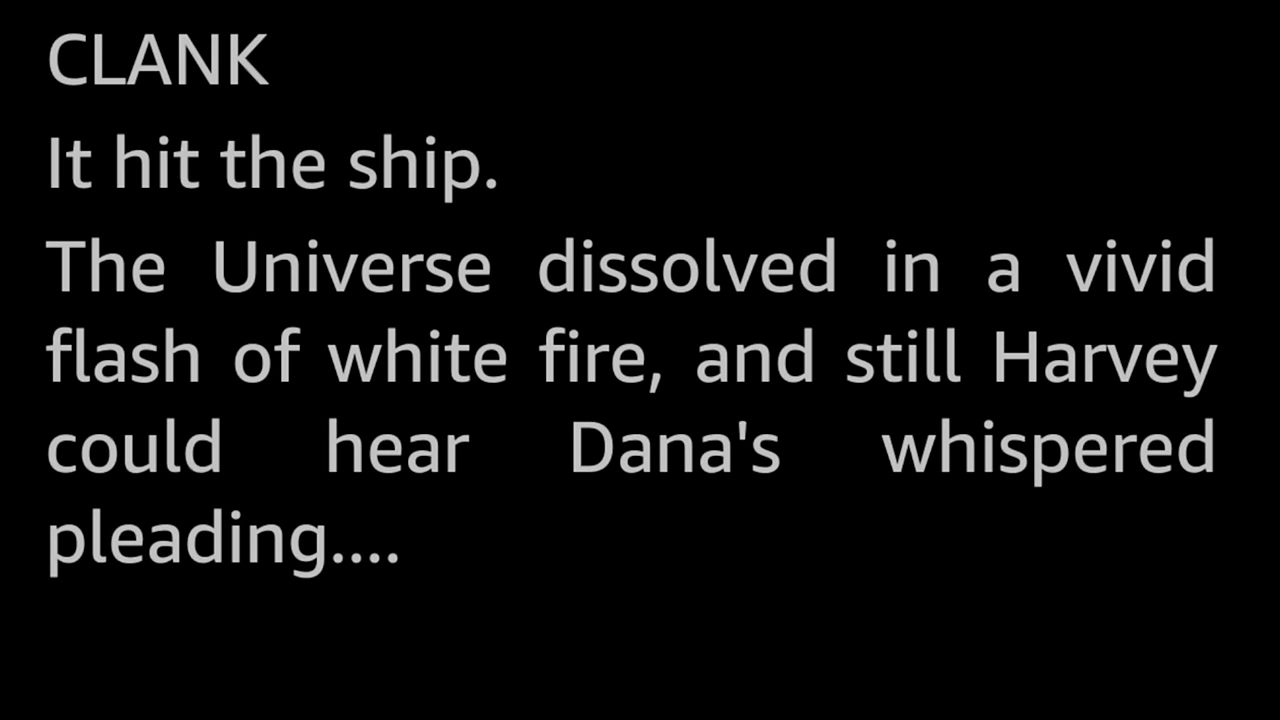 CLANK
It hit the ship.
The Universe dissolved in a vivid
flash of white fire, and still Harvey
could hear Dana's whispered
pleading....